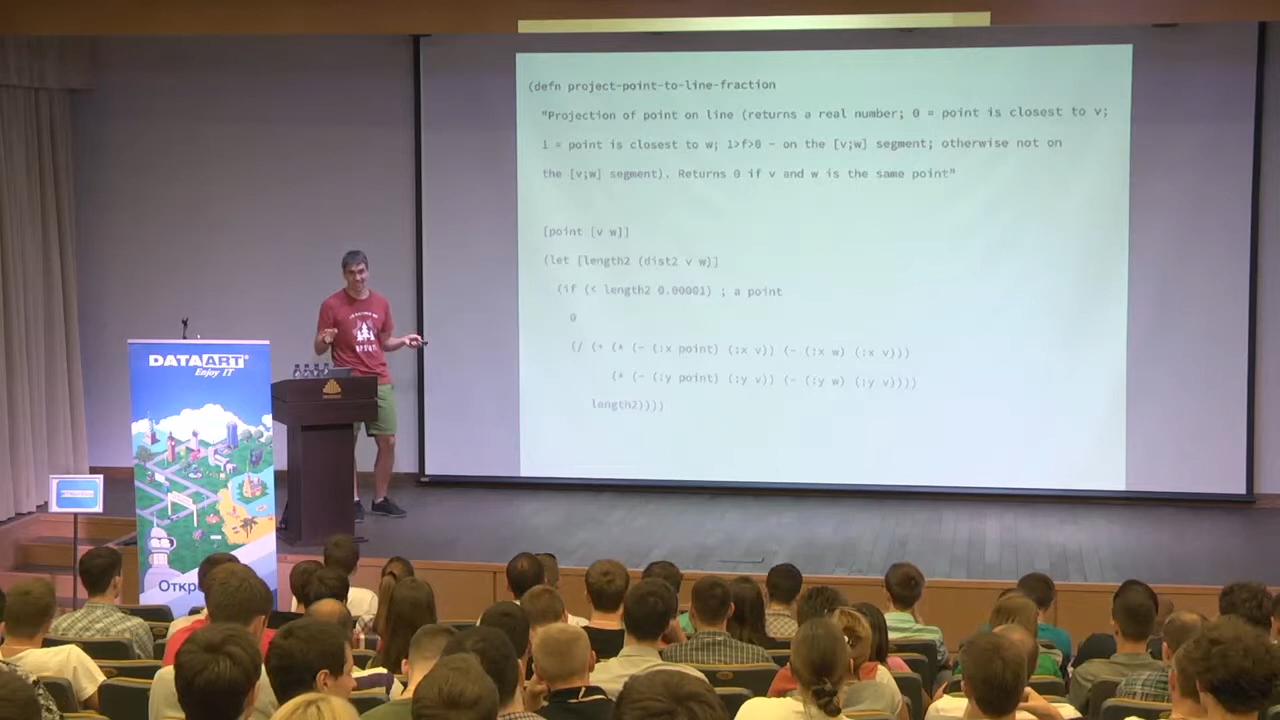 (defn project-point-to-line-fraction
"Projection of point on line (returns a real number; 0 = point is closest to v;
1 = point is closest to w; 1>f>0 - on the [v;w] segment; otherwise not on
the [v;w] segment). Returns 0 if v and w is the same point"
[point [v w]]
(let [length2 (dist2 v w)]
(if (< length2 0.00001) ; a point
0
(/ (+ (* (- (:x point) (:x v)) (- (:x w) (:x v)))
(* (- (:y point) (:y v)) (- (:y w) (:y v))))
length2))))
DATAART
Enjoy IT
Откр